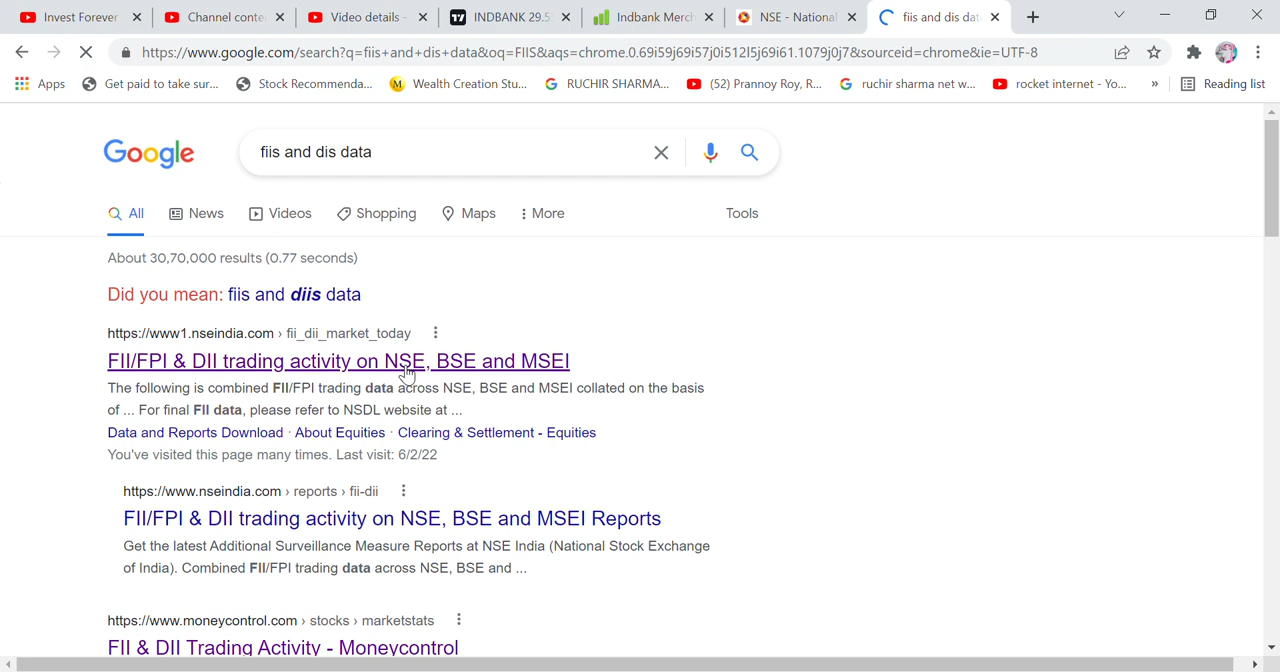 Invest Forever
Channel conte
Video details -
INDBANK 29.5
Indbank Merch
NSE - National
fiis and dis dat
https://www.google.com/search?q=fiis+and+dis+data&oq=FIIS&aqs=chrome.0.69i59j69i57j0i512l5j69i61.1079j0j7&sourceid=chrome&ie=UTF-8
Apps
Get paid to take sur...
Stock Recommenda...
Wealth Creation Stu...
RUCHIR SHARMA...
(52) Prannoy Roy, R...
ruchir sharma net w...
rocket internet - Yo...
»
Reading list
Google
fiis and dis data
All
News
Videos
Shopping
Maps
More
Tools
About 30,70,000 results (0.77 seconds)
Did you mean: fiis and diis data
https://www1.nseindia.com › fii_dii_market_today
FII/FPI & DII trading activity on NSE, BSE and MSEI
The following is combined FII/FPI trading data across NSE, BSE and MSEI collated on the basis
of ... For final FII data, please refer to NSDL website at ...
Data and Reports Download · About Equities · Clearing & Settlement - Equities
You've visited this page many times. Last visit: 6/2/22
https://www.nseindia.com › reports › fii-dii
FII/FPI & DII trading activity on NSE, BSE and MSEI Reports
Get the latest Additional Surveillance Measure Reports at NSE India (National Stock Exchange
of India). Combined FII/FPI trading data across NSE, BSE and ...
https://www.moneycontrol.com › stocks › marketstats
FII & DII Trading Activity - Moneycontrol